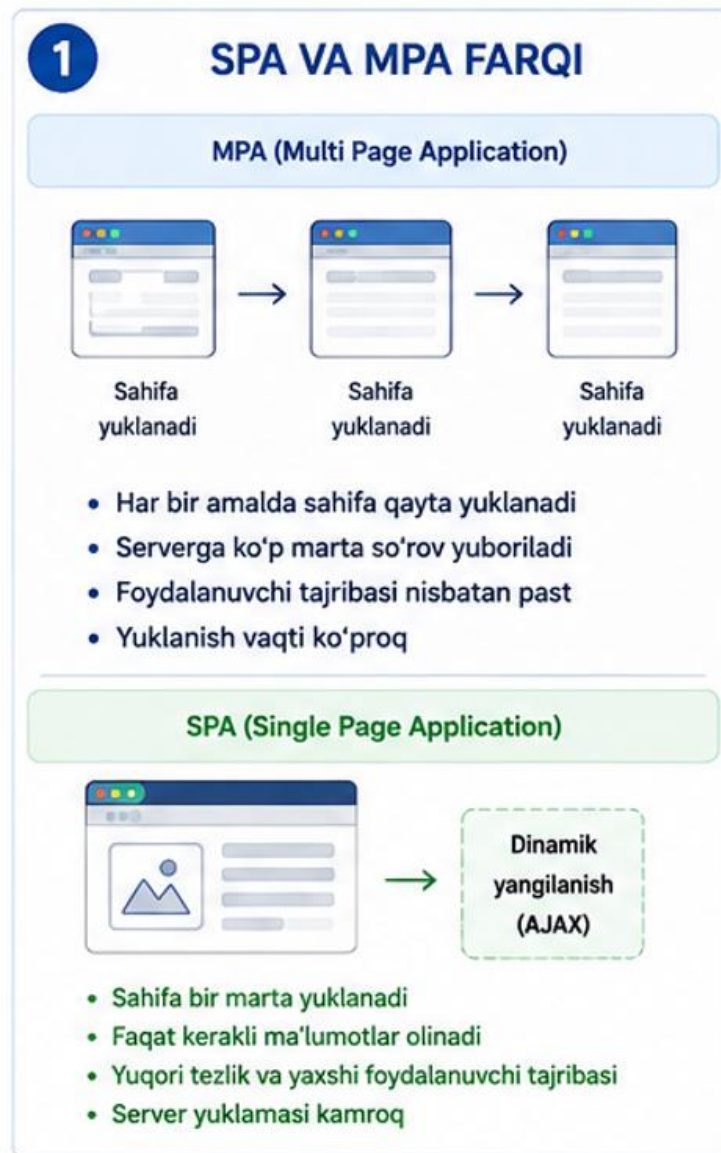 1
SPA VA MPA FARQI
MPA (Multi Page Application)
Sahifa
yuklanadi
Sahifa
yuklanadi
Sahifa
yuklanadi
• Har bir amalda sahifa qayta yuklanadi
• Serverga ko‘p marta so‘rov yuboriladi
• Foydalanuvchi tajribasi nisbatan past
• Yuklanish vaqti ko‘proq
SPA (Single Page Application)
Dinamik
yangilanish
(AJAX)
• Sahifa bir marta yuklanadi
• Faqat kerakli ma'lumotlar olinadi
• Yuqori tezlik va yaxshi foydalanuvchi tajribasi
• Server yuklamasi kamroq